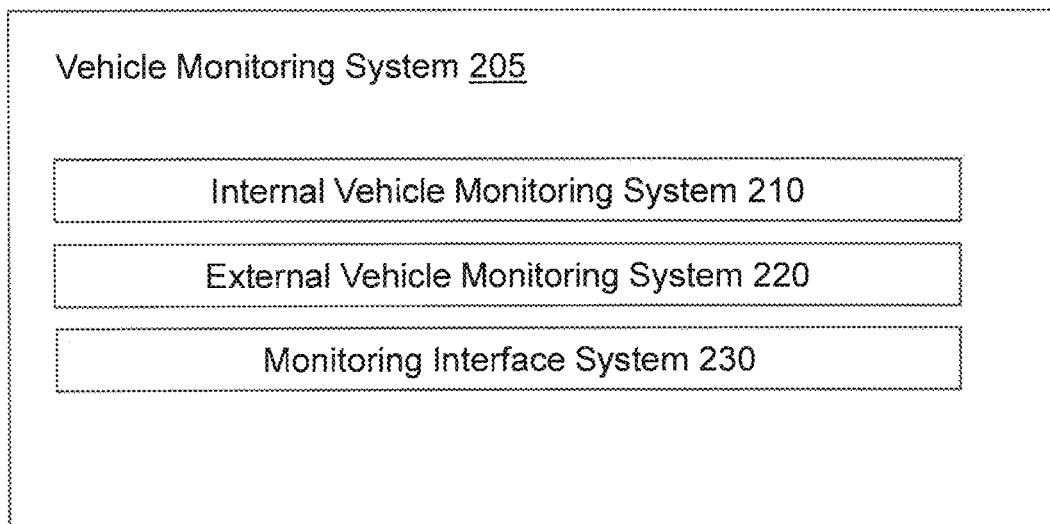 Vehicle Monitoring System 205
Internal Vehicle Monitoring System 210
External Vehicle Monitoring System 220
Monitoring Interface System 230